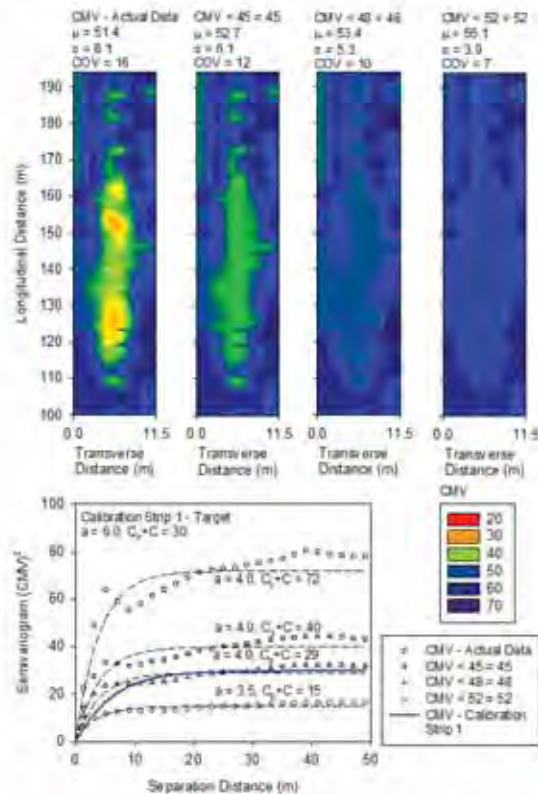 CMV - Actual Data
μ = 51.4
σ = 8.1
COV = 16
CMV < 45 = 45
μ = 52.7
σ = 6.1
COV = 12
CMV < 48 = 48
μ = 53.4
σ = 5.3
COV = 10
CMV < 52 = 52
μ = 55.1
σ = 3.9
COV = 7
Longitudinal Distance (m)
190
180
170
160
150
140
130
120
110
100
0.0 11.5
Transverse
Distance (m)
0.0 11.5
Transverse
Distance (m)
0.0 11.5
Transverse
Distance (m)
0.0 11.5
Transverse
Distance (m)
Semivariogram (CMV)²
100
80
60
40
20
0
Calibration Strip 1 - Target
a = 6.0, C₀+C = 30
a = 4.0, C₀+C = 72
a = 4.0, C₀+C = 40
a = 4.0, C₀+C = 29
a = 3.5, C₀+C = 15
0 10 20 30 40 50
Separation Distance (m)
CMV
20
30
40
50
60
70
CMV - Actual Data
CMV < 45 = 45
CMV < 48 = 48
CMV < 52 = 52
CMV - Calibration
Strip 1